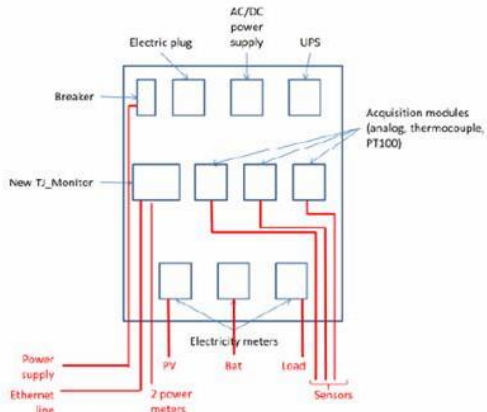 AC/DC
power
supply
Electric plug
UPS
Breaker
Acquisition modules
(analog, thermocouple,
PT100)
New TJ_Monitor
Electricity meters
PV
Bat
Load
Power
supply
Ethernet
line
2 power
meters
Sensors